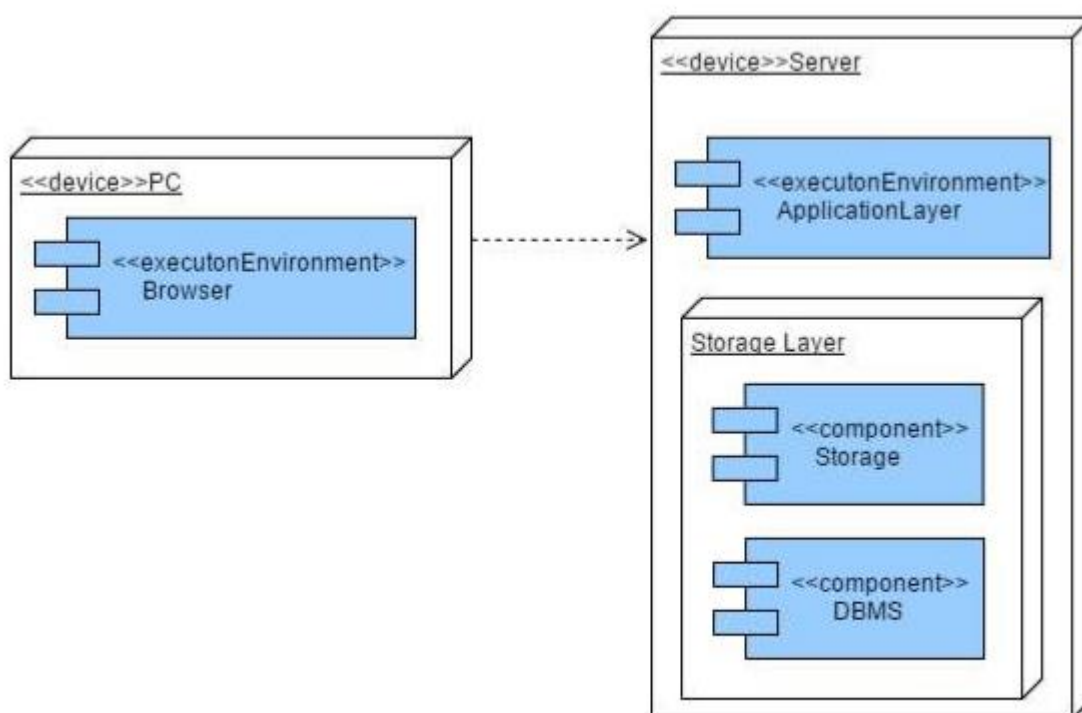 <<device>>PC
<<executonEnvironment>>
Browser
<<device>>Server
<<executonEnvironment>>
ApplicationLayer
Storage Layer
<<component>>
Storage
<<component>>
DBMS